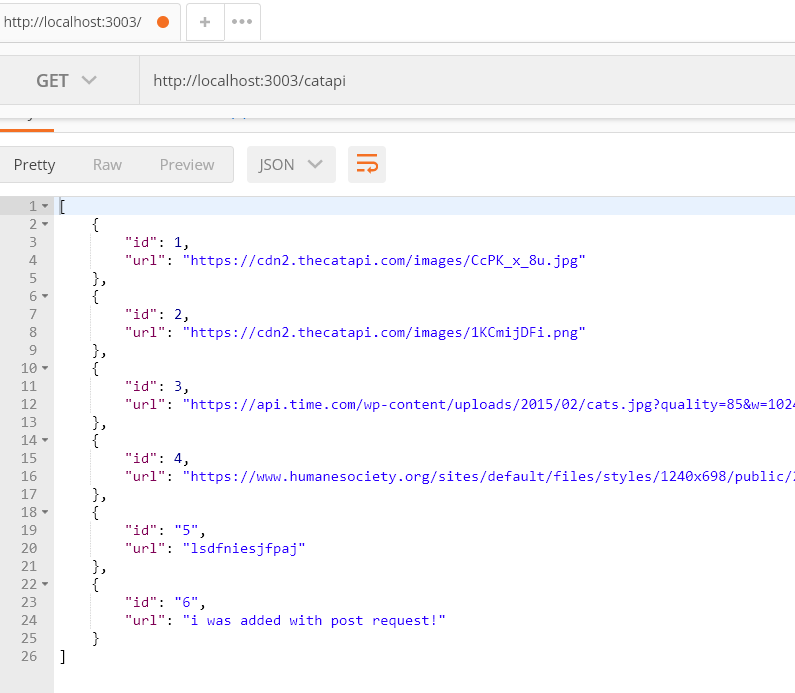 http://localhost:3003/
GET http://localhost:3003/catapi
Pretty Raw Preview JSON
1 [
2 {
3 "id": 1,
4 "url": "https://cdn2.thecatapi.com/images/CcPK_x_8u.jpg"
5 },
6 {
7 "id": 2,
8 "url": "https://cdn2.thecatapi.com/images/1KCmijDFi.png"
9 },
10 {
11 "id": 3,
12 "url": "https://api.time.com/wp-content/uploads/2015/02/cats.jpg?quality=85&w=1024
13 },
14 {
15 "id": 4,
16 "url": "https://www.humanesociety.org/sites/default/files/styles/1240x698/public/2
17 },
18 {
19 "id": "5",
20 "url": "lsdfniesjfpaj"
21 },
22 {
23 "id": "6",
24 "url": "i was added with post request!"
25 }
26 ]